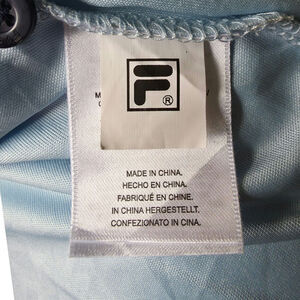 F
®
MADE IN CHINA.
HECHO EN CHINA.
FABRIQUÉ EN CHINE.
IN CHINA HERGESTELLT.
CONFEZIONATO IN CINA.